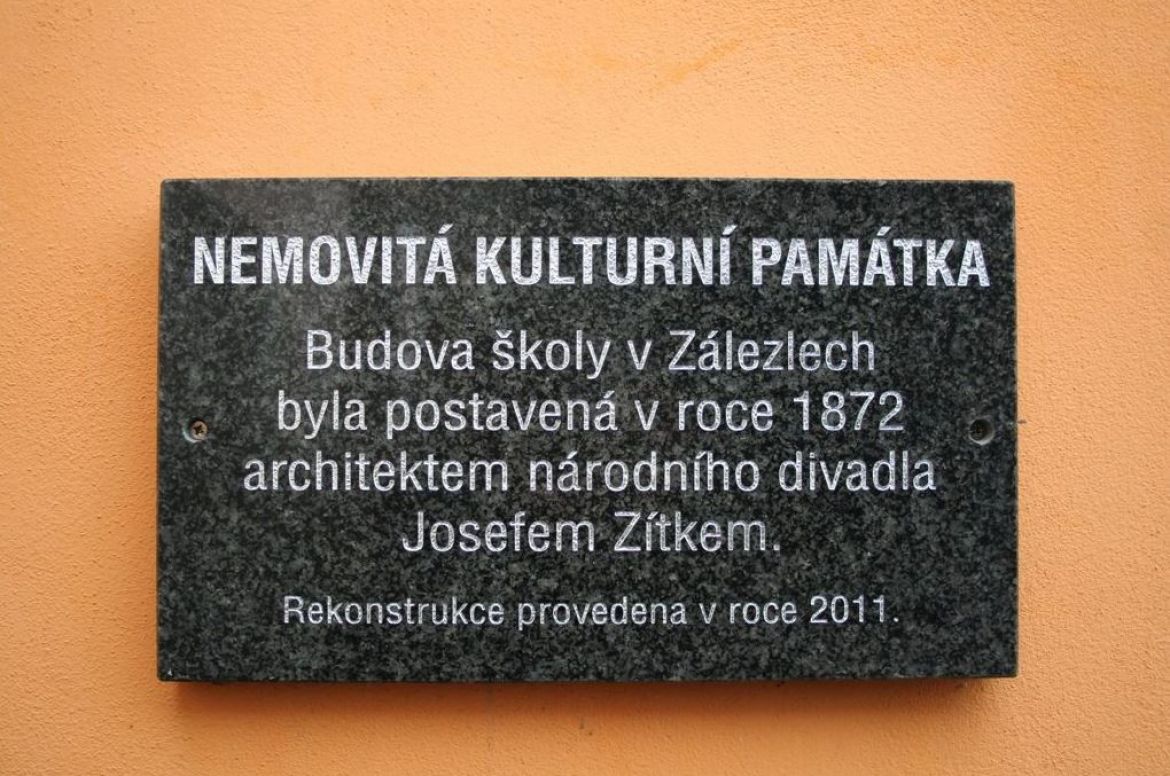 NEMOVITÁ KULTURNÍ PAMÁTKA
Budova školy v Zálezlech
byla postavená v roce 1872
architektem národního divadla
Josefem Zítkem.
Rekonstrukce provedena v roce 2011.